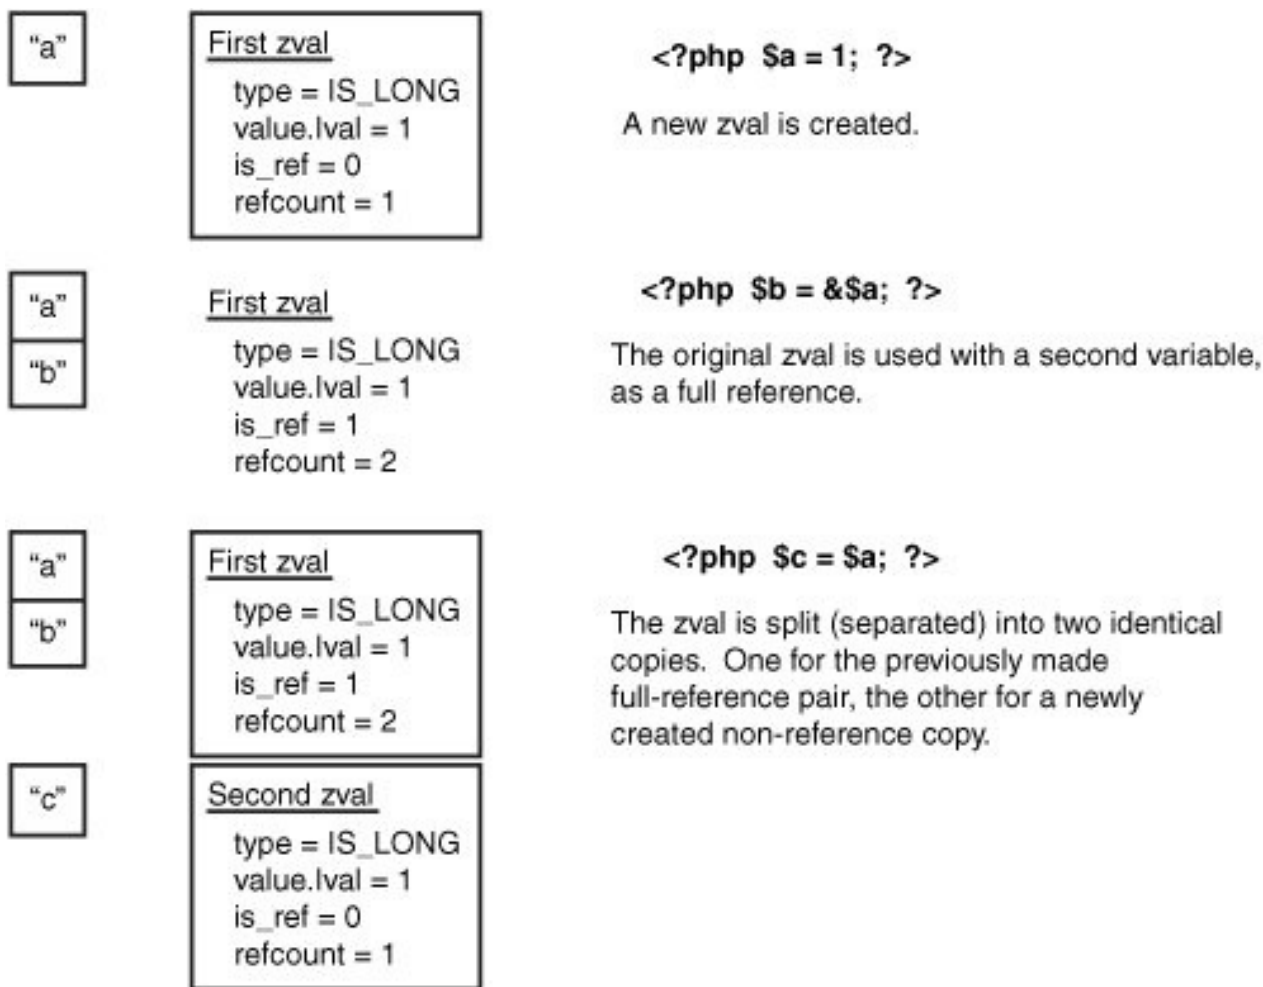 “a”
First zval
type = IS_LONG
value.lval = 1
is_ref = 0
refcount = 1
<?php $a = 1; ?>
A new zval is created.
“a”
“b”
First zval
type = IS_LONG
value.lval = 1
is_ref = 1
refcount = 2
<?php $b = &$a; ?>
The original zval is used with a second variable,
as a full reference.
“a”
“b”
First zval
type = IS_LONG
value.lval = 1
is_ref = 1
refcount = 2
<?php $c = $a; ?>
The zval is split (separated) into two identical
copies. One for the previously made
full-reference pair, the other for a newly
created non-reference copy.
“c”
Second zval
type = IS_LONG
value.lval = 1
is_ref = 0
refcount = 1